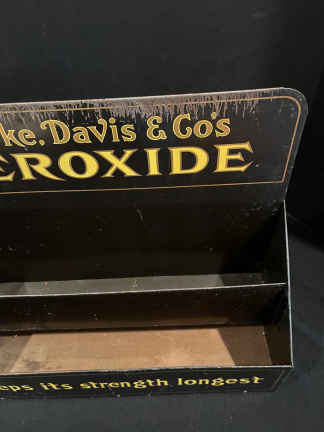 ke, Davis & Co's
EROXIDE
eps its strength longest